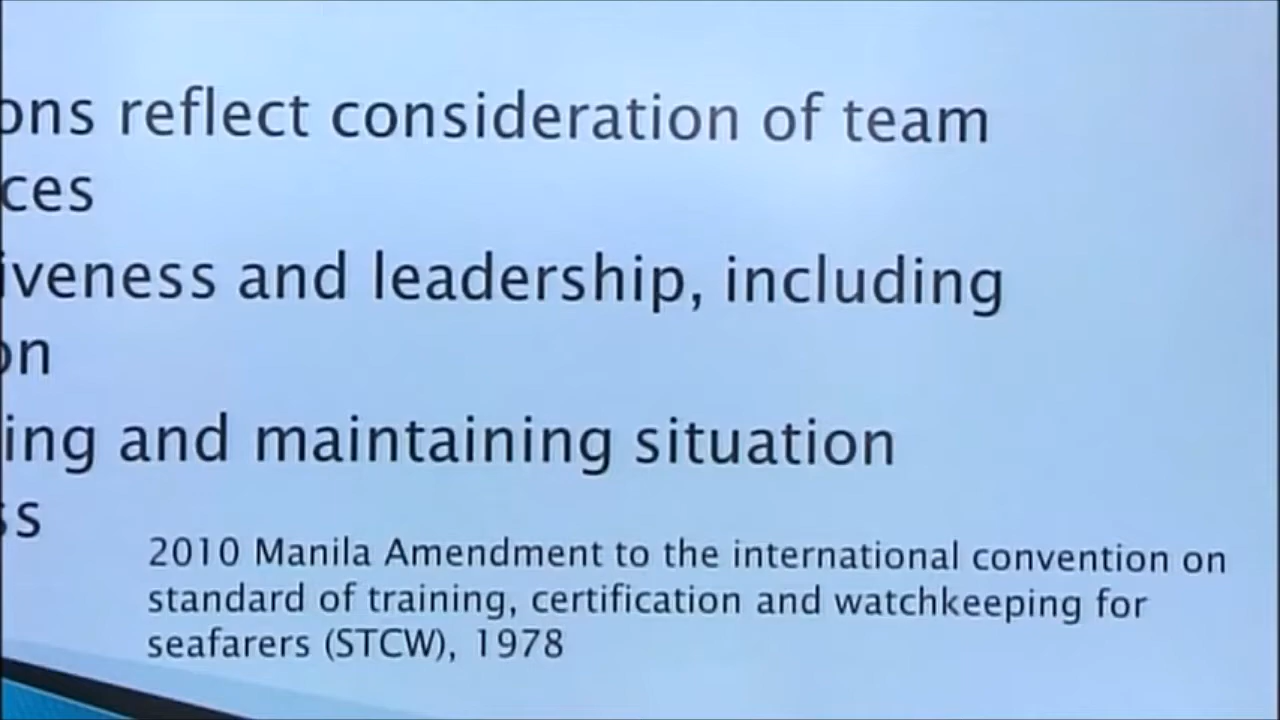 ons reflect consideration of team
ces
iveness and leadership, including
on
ing and maintaining situation
ss
2010 Manila Amendment to the international convention on
standard of training, certification and watchkeeping for
seafarers (STCW), 1978